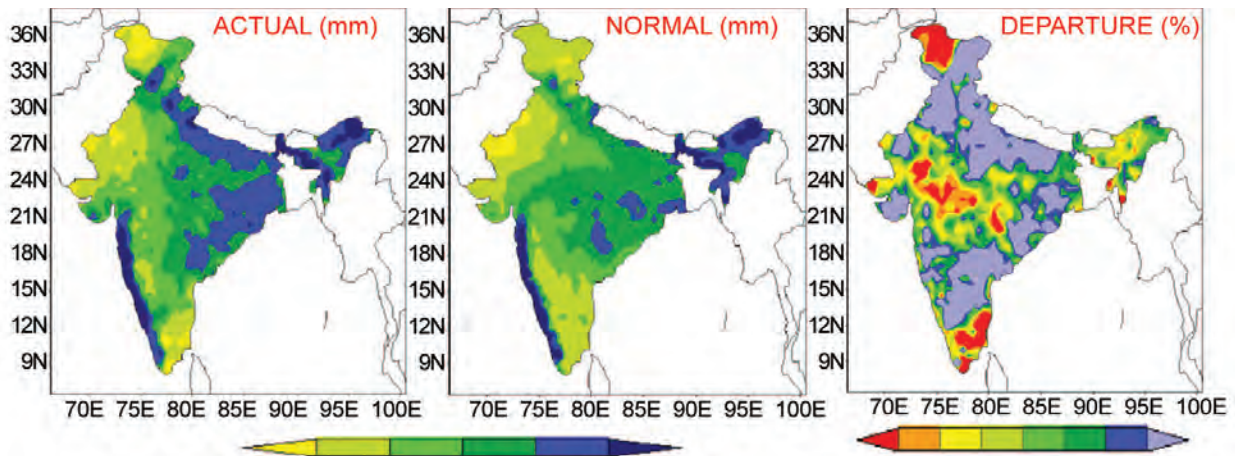 ACTUAL (mm)
36N
33N
30N
27N
24N
21N
18N
15N
12N
9N
70E 75E 80E 85E 90E 95E 100E
NORMAL (mm)
36N
33N
30N
27N
24N
21N
18N
15N
12N
9N
70E 75E 80E 85E 90E 95E 100E
DEPARTURE (%)
36N
33N
30N
27N
24N
21N
18N
15N
12N
9N
70E 75E 80E 85E 90E 95E 100E